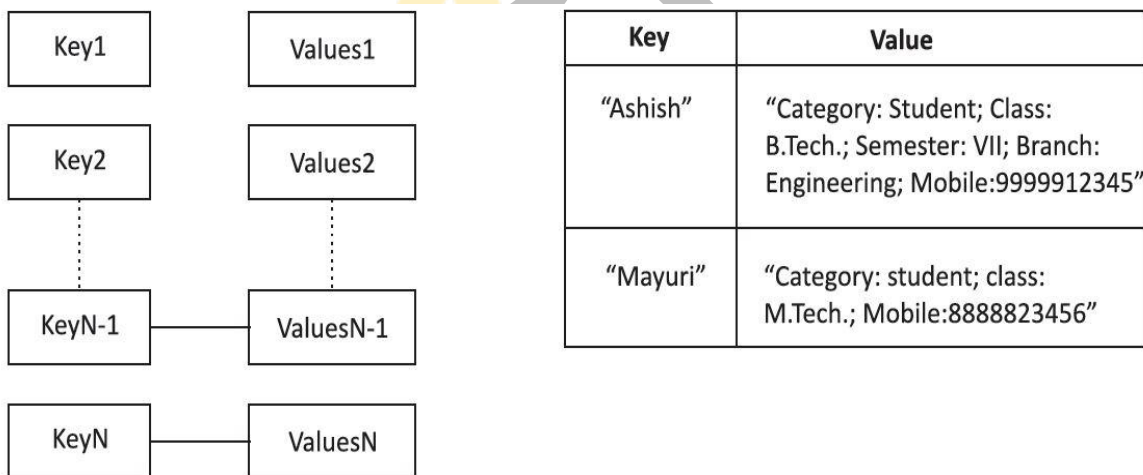 Key1
Values1
Key2
Values2
KeyN-1
ValuesN-1
KeyN
ValuesN
Key
Value
“Ashish”
“Category: Student; Class:
B.Tech.; Semester: VII; Branch:
Engineering; Mobile:9999912345”
“Mayuri”
“Category: student; class:
M.Tech.; Mobile:8888823456”